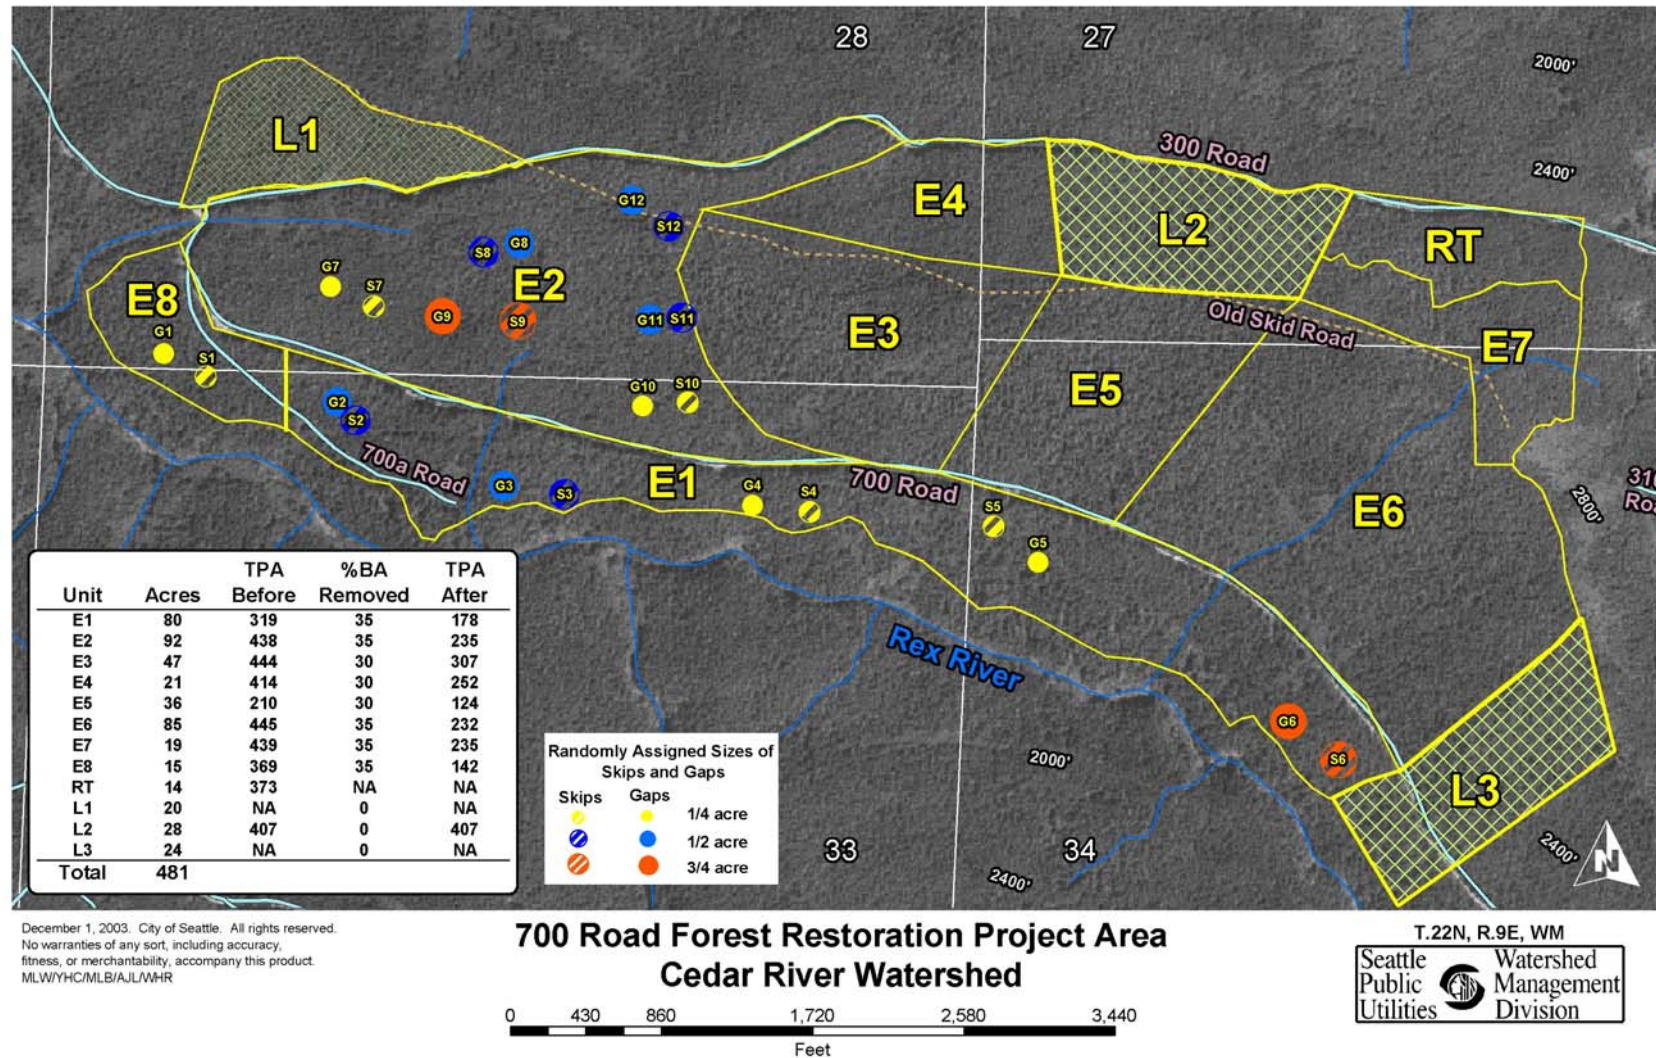 28
27
2000'
300 Road
2400'
L1
E4
L2
RT
G12
S12
S8
G8
E2
G7
S7
E8
G9
S9
G11
S11
E3
Old Skid Road
E7
G1
S1
G10
S10
E5
G2
S2
700a Road
G3
S3
E1
G4
S4
700 Road
S5
G5
E6
2800'
310
Roa
Rex River
G6
S6
L3
2000'
33
34
2400'
2400'
N
Unit Acres TPA Before %BA Removed TPA After
E1 80 319 35 178
E2 92 438 35 235
E3 47 444 30 307
E4 21 414 30 252
E5 36 210 30 124
E6 85 445 35 232
E7 19 439 35 235
E8 15 369 35 142
RT 14 373 NA NA
L1 20 NA 0 NA
L2 28 407 0 407
L3 24 NA 0 NA
Total 481
Randomly Assigned Sizes of
Skips and Gaps
Skips Gaps
1/4 acre
1/2 acre
3/4 acre
December 1, 2003. City of Seattle. All rights reserved.
No warranties of any sort, including accuracy,
fitness, or merchantability, accompany this product.
MLW/YHC/MLB/AJL/WHR
700 Road Forest Restoration Project Area
Cedar River Watershed
0 430 860 1,720 2,580 3,440
Feet
T.22N, R.9E, WM
Seattle
Public
Utilities
Watershed
Management
Division